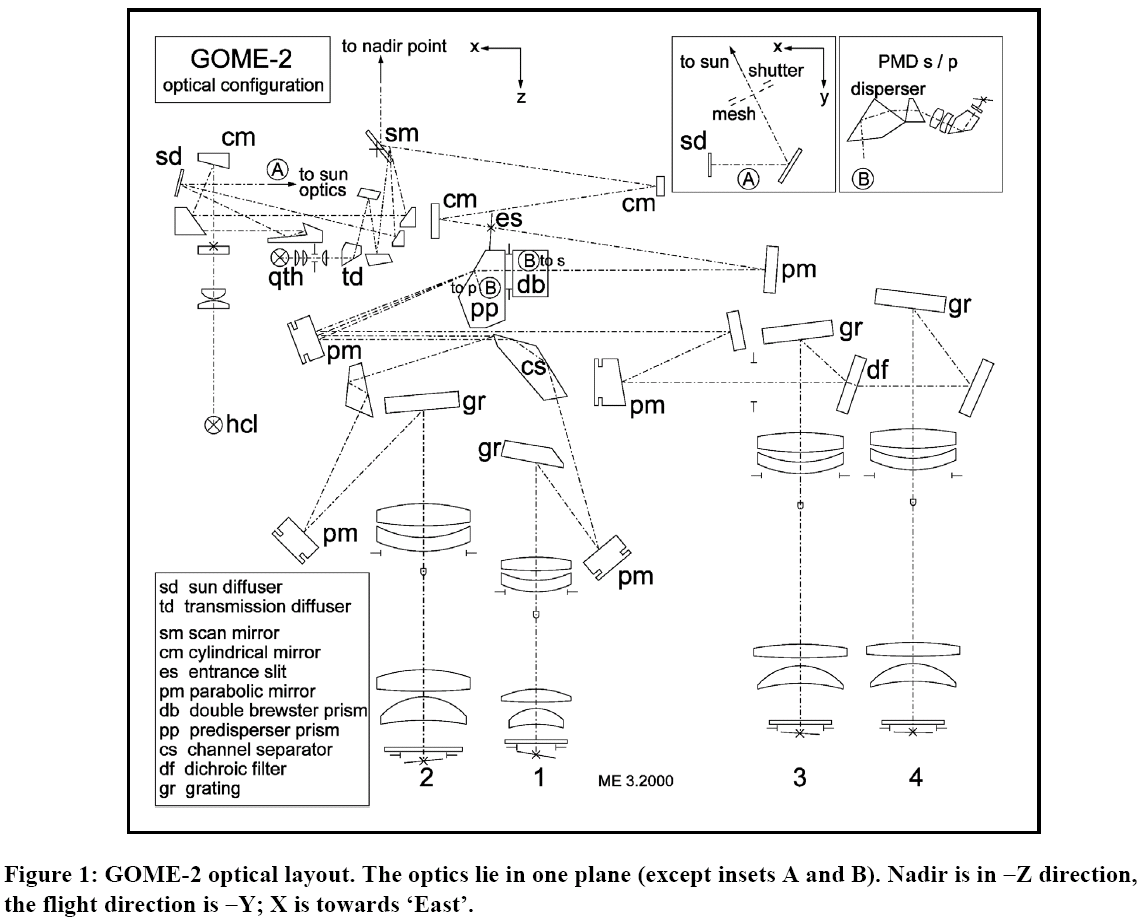 GOME-2
optical configuration
to nadir point
x
z
to sun
x
y
shutter
mesh
sd
A
PMD s / p
disperser
B
sd
cm
A
to sun
optics
sm
cm
cm
es
qth
td
B to s
to p B
db
pp
pm
pm
hcl
cs
pm
gr
df
gr
gr
gr
pm
pm
sd sun diffuser
td transmission diffuser
sm scan mirror
cm cylindrical mirror
es entrance slit
pm parabolic mirror
db double brewster prism
pp predisperser prism
cs channel separator
df dichroic filter
gr grating
2
1
ME 3.2000
3
4
Figure 1: GOME-2 optical layout. The optics lie in one plane (except insets A and B). Nadir is in –Z direction,
the flight direction is –Y; X is towards ‘East’.